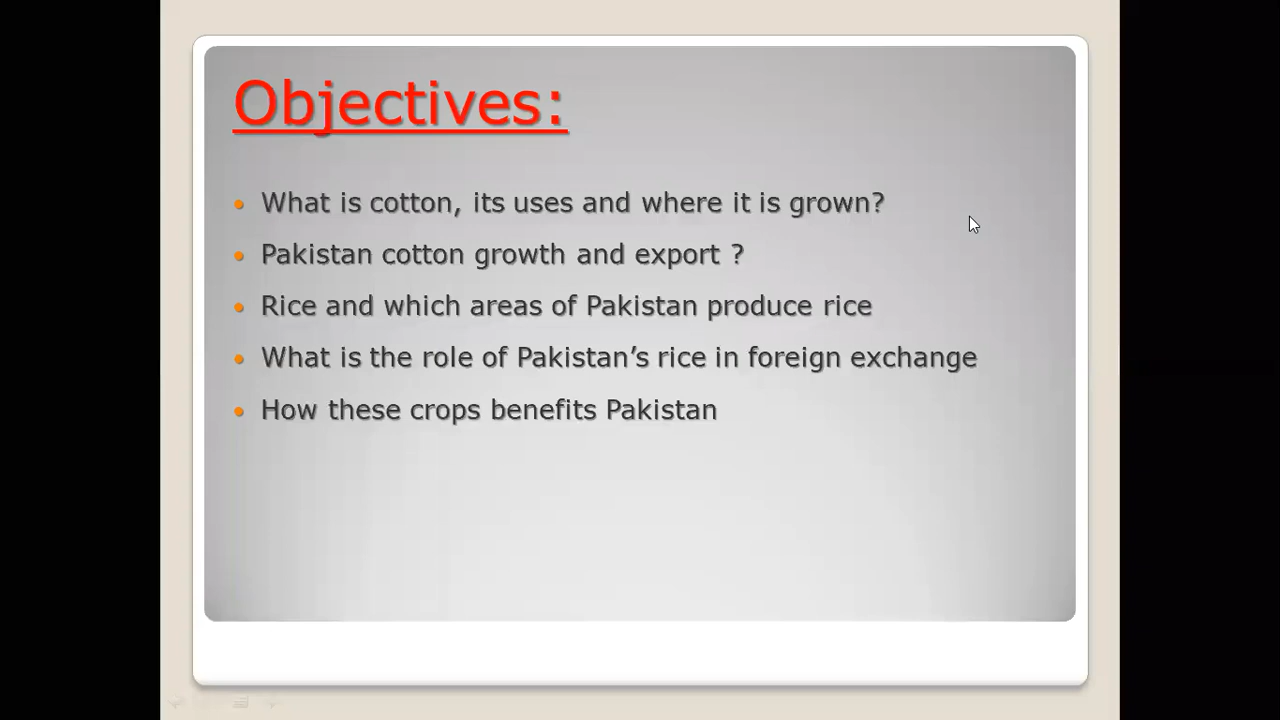 Objectives:
What is cotton, its uses and where it is grown?
Pakistan cotton growth and export ?
Rice and which areas of Pakistan produce rice
What is the role of Pakistan’s rice in foreign exchange
How these crops benefits Pakistan